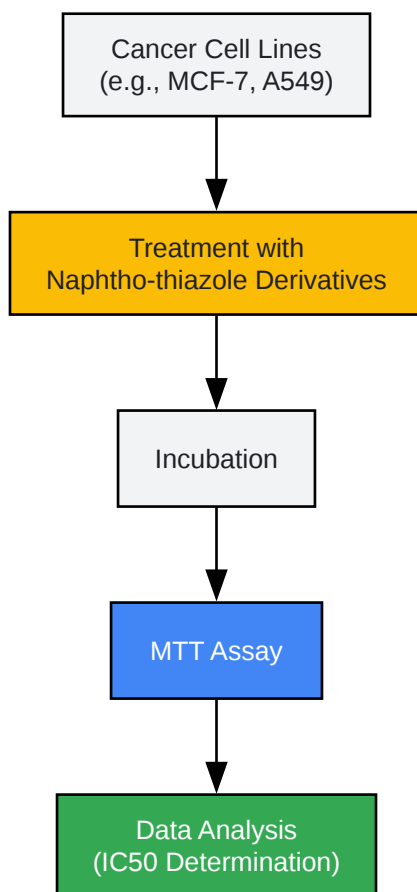 Cancer Cell Lines
(e.g., MCF-7, A549)
Treatment with
Naphtho-thiazole Derivatives
Incubation
MTT Assay
Data Analysis
(IC50 Determination)